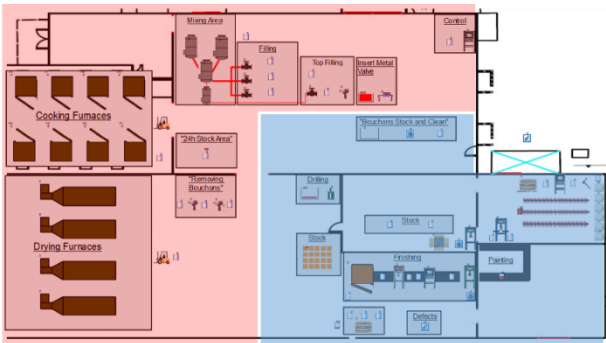 Mixing Area
Control
Filling
Top Filling
Insert Metal
Valve
Cooking Furnaces
"24h Stock Area"
"Bouchons Stock and Clean"
"Removing
Bouchons"
Drilling
Stock
Stock
Drying Furnaces
Finishing
Painting
Defects